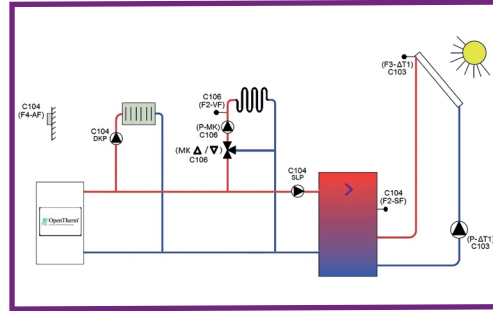 (F3-ΔT1)
C103
C104
(F4-AF)
C106
(F2-VF)
C104
DKP
(P-MK)
C106
(MK △ / ▽)
C106
C104
SLP
C104
(F2-SF)
OpenTherm
(P-ΔT1)
C103